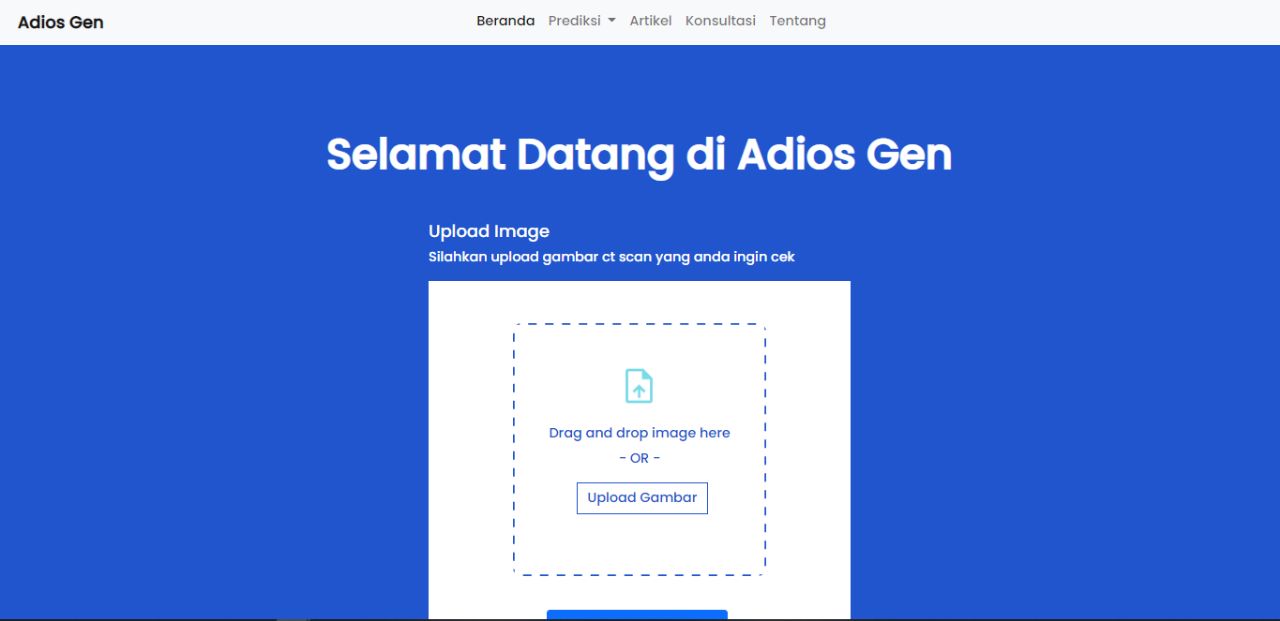 Adios Gen
Beranda Prediksi Artikel Konsultasi Tentang
Selamat Datang di Adios Gen
Upload Image
Silahkan upload gambar ct scan yang anda ingin cek
Drag and drop image here
- OR -
Upload Gambar